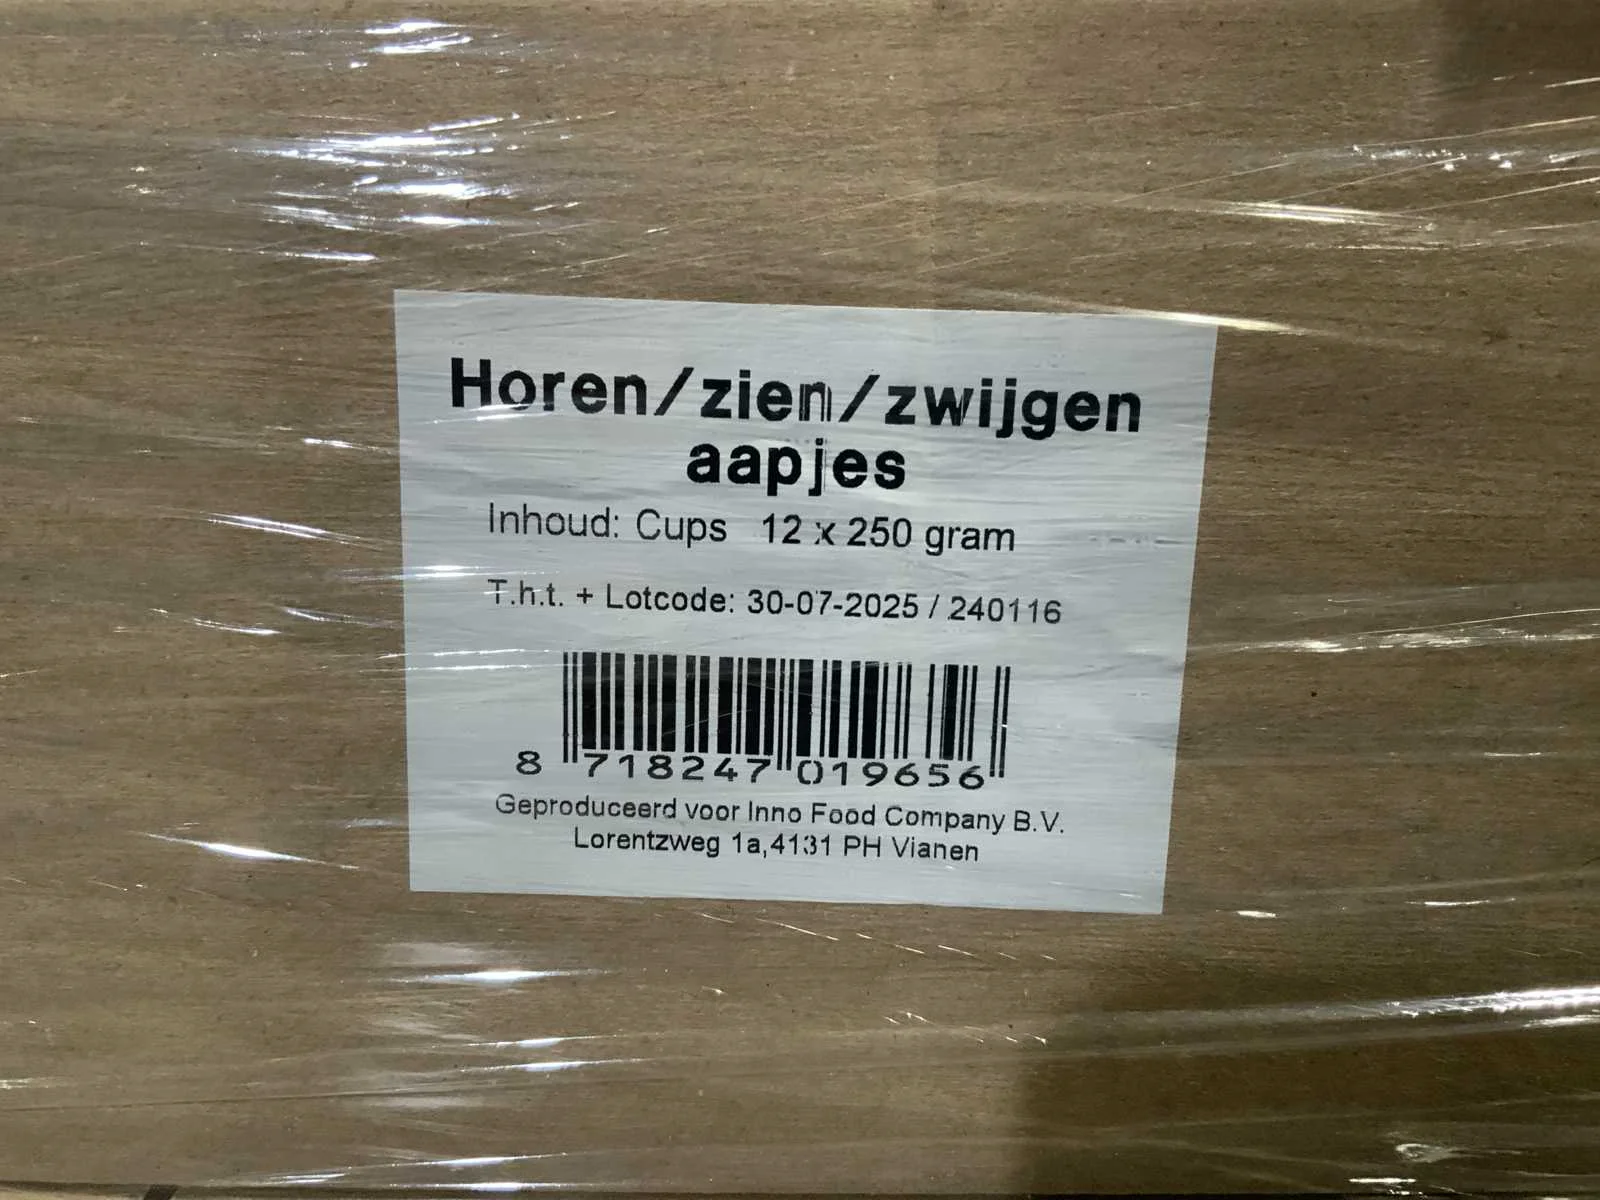 Horen/zien/zwijgen
aapjes
Inhoud: Cups 12 x 250 gram
T.h.t. + Lotcode: 30-07-2025 / 240116
8 718247 019656
Geproduceerd voor Inno Food Company B.V.
Lorentzweg 1a,4131 PH Vianen